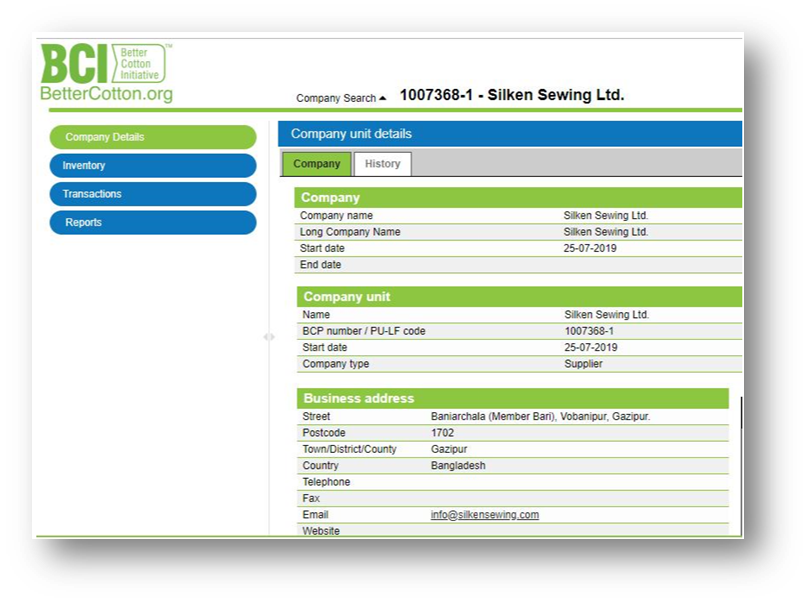 BCI Better Cotton Initiative™
BetterCotton.org
Company Search 1007368-1 - Silken Sewing Ltd.
Company Details
Inventory
Transactions
Reports
Company unit details
Company History
Company
Company name Silken Sewing Ltd.
Long Company Name Silken Sewing Ltd.
Start date 25-07-2019
End date
Company unit
Name Silken Sewing Ltd.
BCP number / PU-LF code 1007368-1
Start date 25-07-2019
Company type Supplier
Business address
Street Baniarchala (Member Bari), Vobanipur, Gazipur.
Postcode 1702
Town/District/County Gazipur
Country Bangladesh
Telephone
Fax
Email info@silkensewing.com
Website